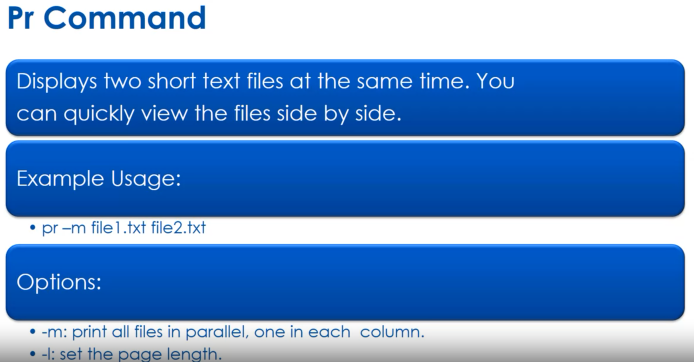 Pr Command
Displays two short text files at the same time. You
can quickly view the files side by side.
Example Usage:
• pr –m file1.txt file2.txt
Options:
• -m: print all files in parallel, one in each column.
• -l: set the page length.